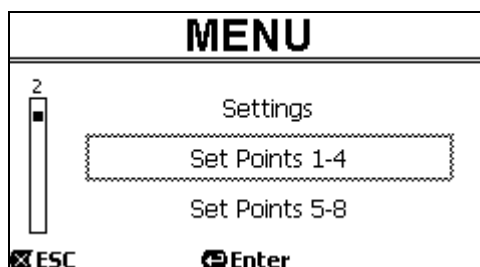 MENU
2
Settings
Set Points 1-4
Set Points 5-8
ESC Enter